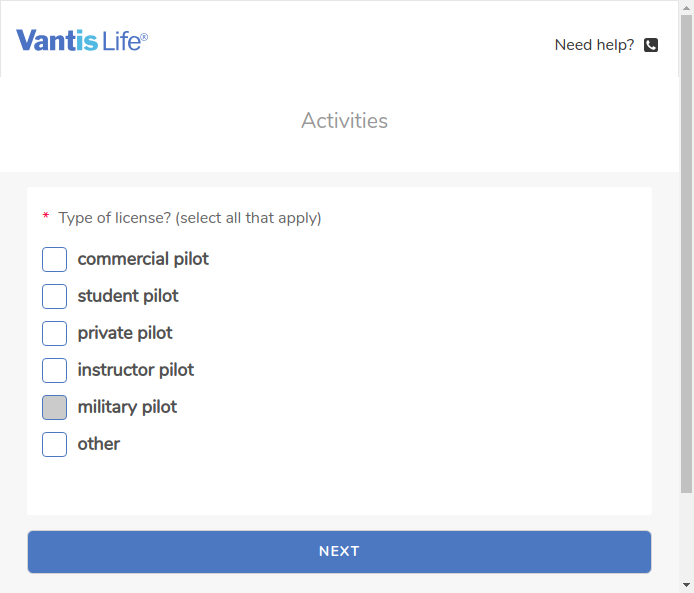 Vantis Life®
Need help?
Activities
* Type of license? (select all that apply)
commercial pilot
student pilot
private pilot
instructor pilot
military pilot
other
NEXT